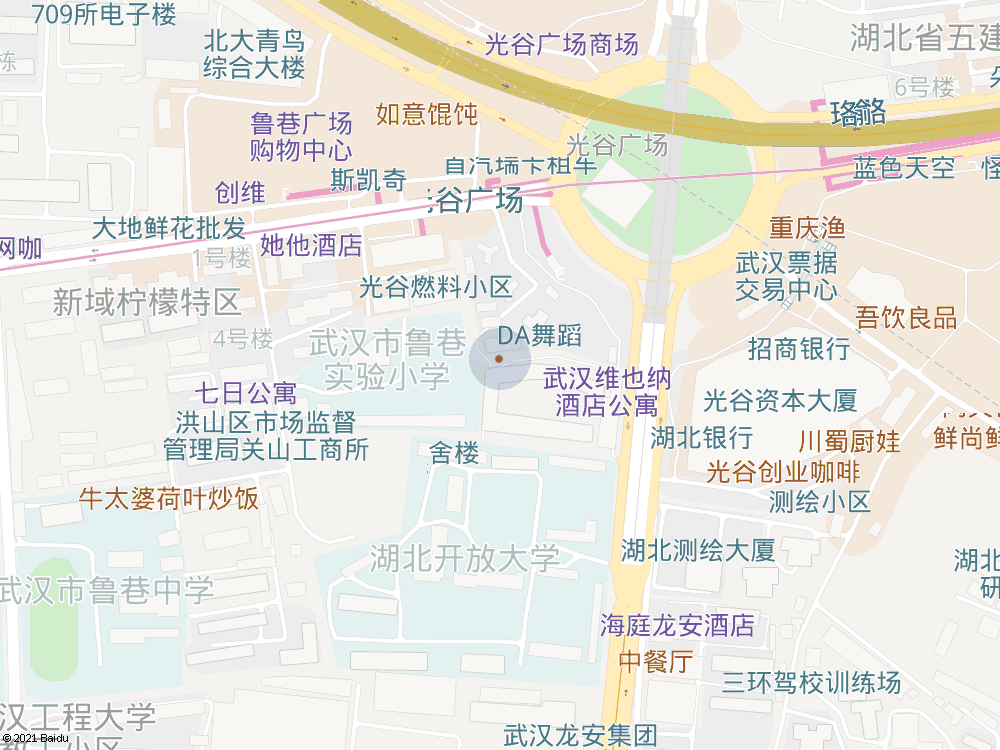 709所电子楼
北大青鸟
综合大楼
光谷广场商场
湖北省五建
6号楼
栋
鲁巷广场
购物中心
如意馄饨
光谷广场
蓝色天空
怪
斯凯奇
创维
谷广场
大地鲜花批发
网咖
1号楼
她他酒店
重庆渔
武汉票据
交易中心
光谷燃料小区
新域柠檬特区
吾饮良品
4号楼
武汉市鲁巷
实验小学
DA舞蹈
招商银行
七日公寓
武汉维也纳
酒店公寓
光谷资本大厦
洪山区市场监督
管理局关山工商所
舍楼
湖北银行
川蜀厨娃
鲜尚鲜
光谷创业咖啡
牛太婆荷叶炒饭
测绘小区
湖北开放大学
湖北测绘大厦
湖北
研
武汉市鲁巷中学
海庭龙安酒店
中餐厅
三环驾校训练场
汉工程大学
武汉龙安集团
© 2021 Baidu